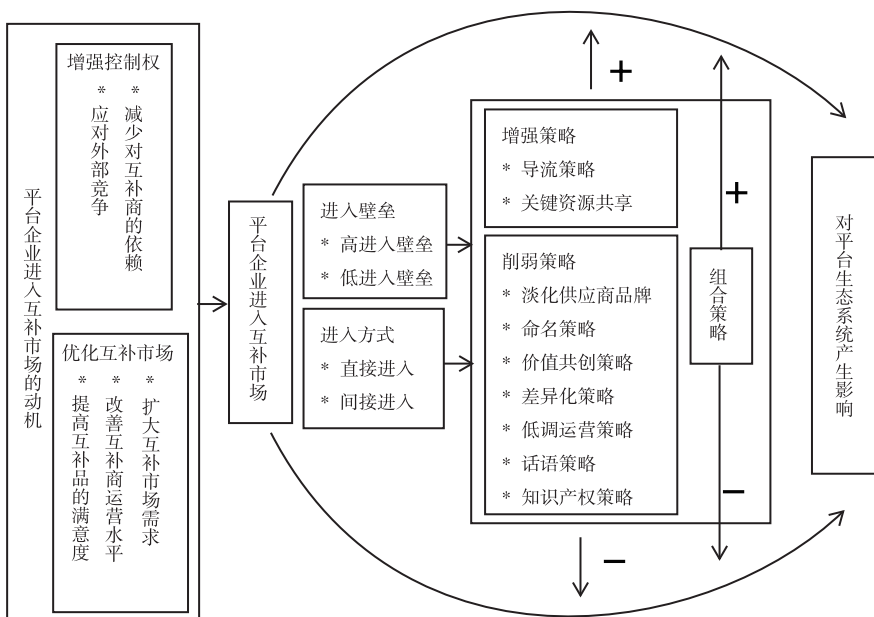 平台企业进入互补市场的动机
增强控制权
* 减少对互补商的依赖
* 应对外部竞争
优化互补市场
* 扩大互补市场需求
* 改善互补商运营水平
* 提高互补品的满意度
平台企业进入互补市场
进入壁垒
* 高进入壁垒
* 低进入壁垒
进入方式
* 直接进入
* 间接进入
增强策略
* 导流策略
* 关键资源共享
削弱策略
* 淡化供应商品牌
* 命名策略
* 价值共创策略
* 差异化策略
* 低调运营策略
* 话语策略
* 知识产权策略
组合策略
+
+
−
−
对平台生态系统产生影响